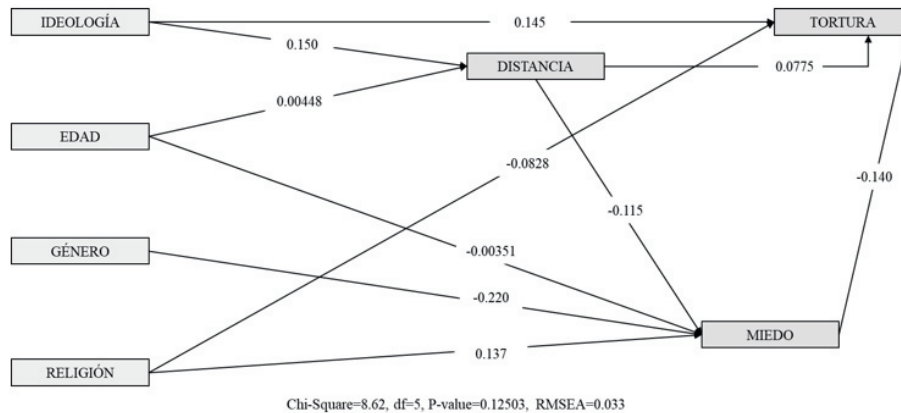 IDEOLOGÍA
0.145
TORTURA
0.150
DISTANCIA
0.0775
0.00448
EDAD
-0.0828
-0.140
-0.115
GÉNERO
-0.00351
-0.220
MIEDO
0.137
RELIGIÓN
Chi-Square=8.62, df=5, P-value=0.12503, RMSEA=0.033